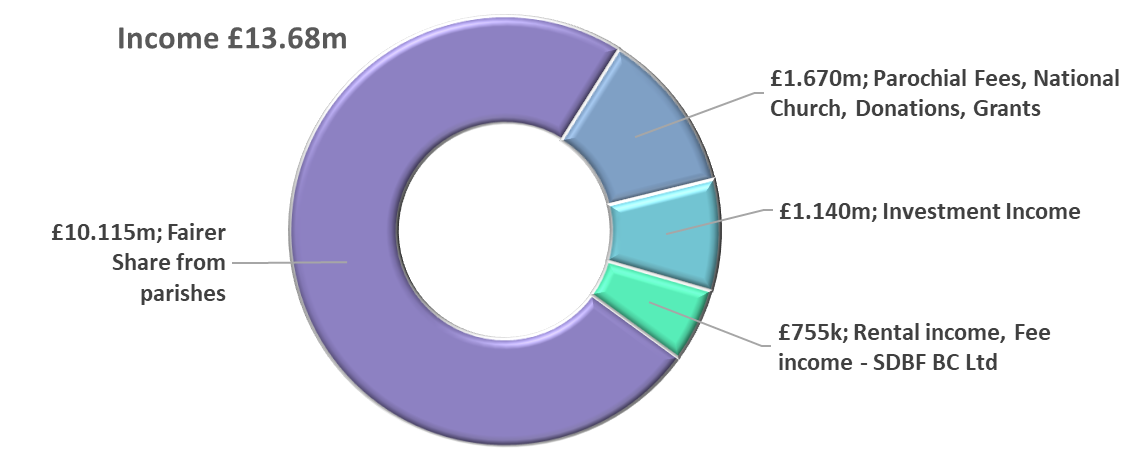 Income £13.68m
£1.670m; Parochial Fees, National
Church, Donations, Grants
£1.140m; Investment Income
£10.115m; Fairer
Share from
parishes
£755k; Rental income, Fee
income - SDBF BC Ltd